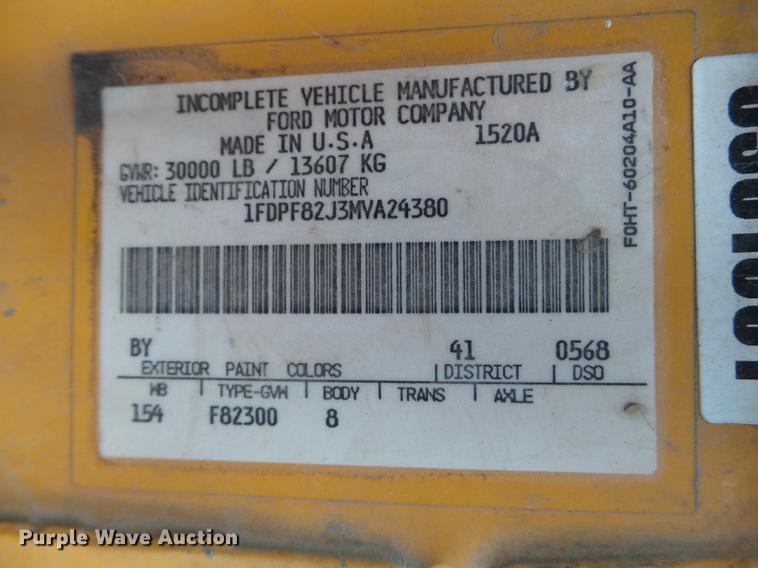 INCOMPLETE VEHICLE MANUFACTURED BY
FORD MOTOR COMPANY
MADE IN U.S.A 1520A
GVWR: 30000 LB / 13607 KG
VEHICLE IDENTIFICATION NUMBER
1FDPF82J3MVA24380
BY 41 0568
EXTERIOR PAINT COLORS DISTRICT DSO
WB TYPE-GVW BODY TRANS AXLE
154 F82300 8
F0HT-60204A10-AA
Purple Wave Auction